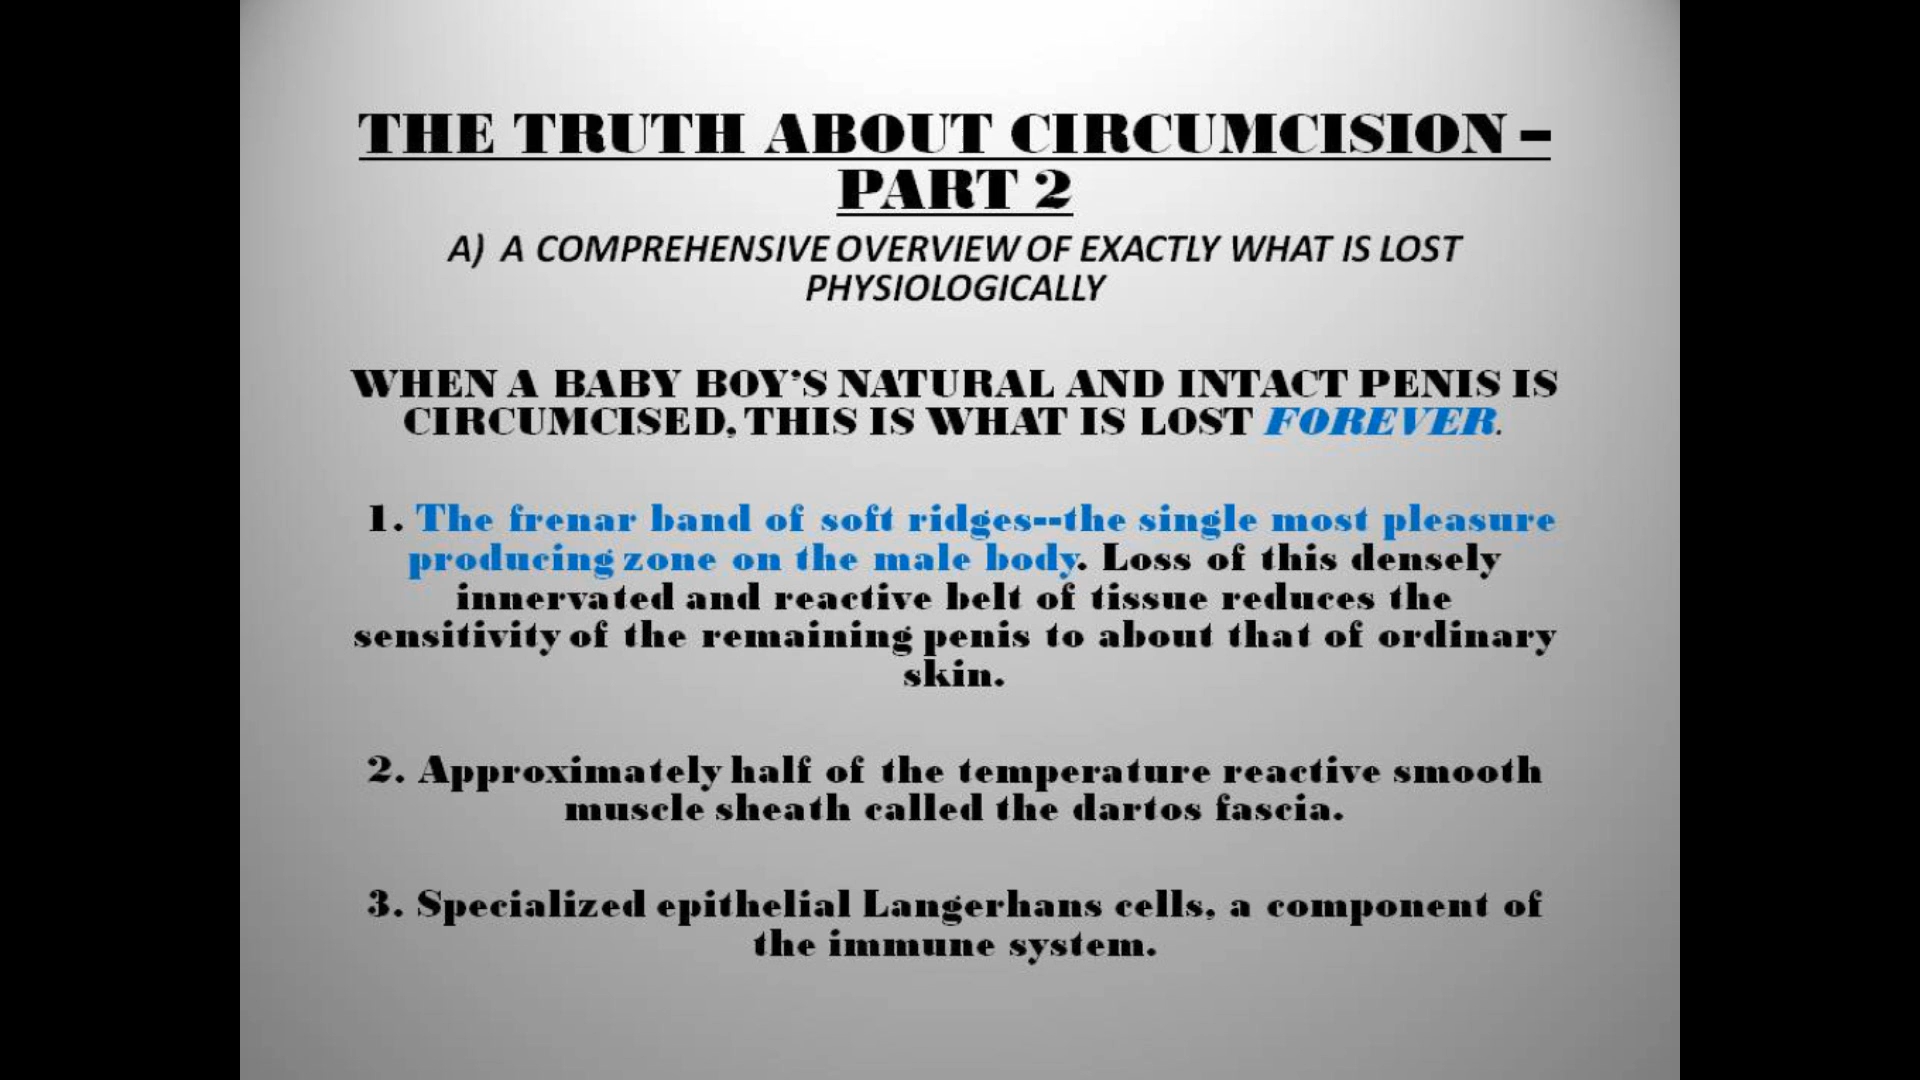 THE TRUTH ABOUT CIRCUMCISION –
PART 2
A) A COMPREHENSIVE OVERVIEW OF EXACTLY WHAT IS LOST
PHYSIOLOGICALLY
WHEN A BABY BOY'S NATURAL AND INTACT PENIS IS
CIRCUMCISED, THIS IS WHAT IS LOST FOREVER.
1. The frenar band of soft ridges--the single most pleasure
producing zone on the male body. Loss of this densely
innervated and reactive belt of tissue reduces the
sensitivity of the remaining penis to about that of ordinary
skin.
2. Approximately half of the temperature reactive smooth
muscle sheath called the dartos fascia.
3. Specialized epithelial Langerhans cells, a component of
the immune system.